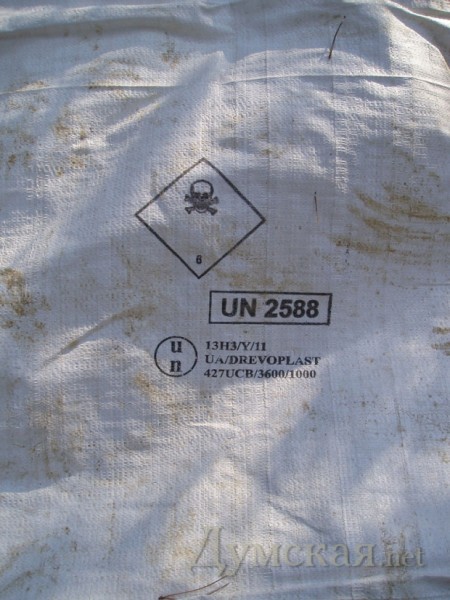 6
UN 2588
u
n
13H3/Y/11
UA/DREVOPLAST
427UCB/3600/1000
Думская.net